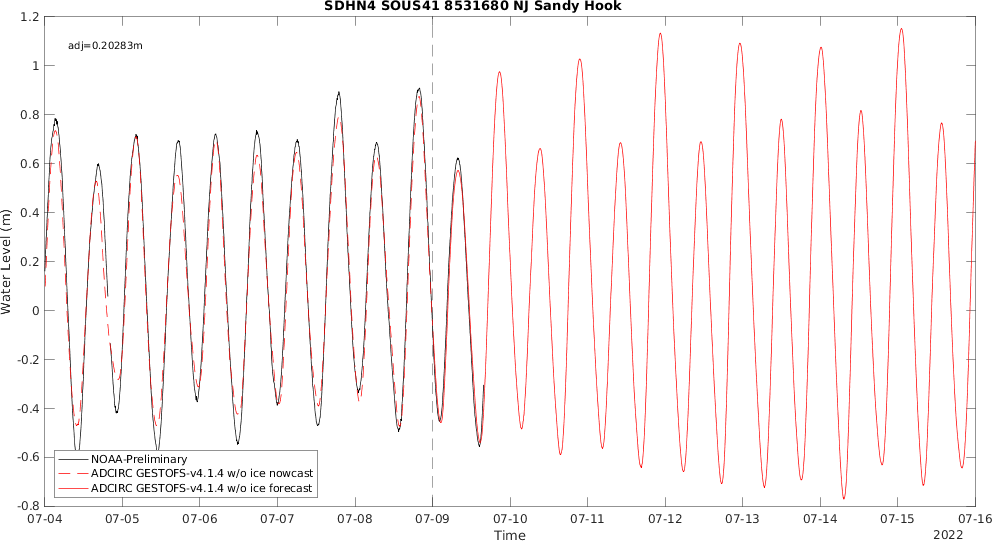 SDHN4 SOUS41 8531680 NJ Sandy Hook
adj=0.20283m
Water Level (m)
1.2
1
0.8
0.6
0.4
0.2
0
-0.2
-0.4
-0.6
-0.8
NOAA-Preliminary
ADCIRC GESTOFS-v4.1.4 w/o ice nowcast
ADCIRC GESTOFS-v4.1.4 w/o ice forecast
07-04 07-05 07-06 07-07 07-08 07-09 07-10 07-11 07-12 07-13 07-14 07-15 07-16
Time
2022